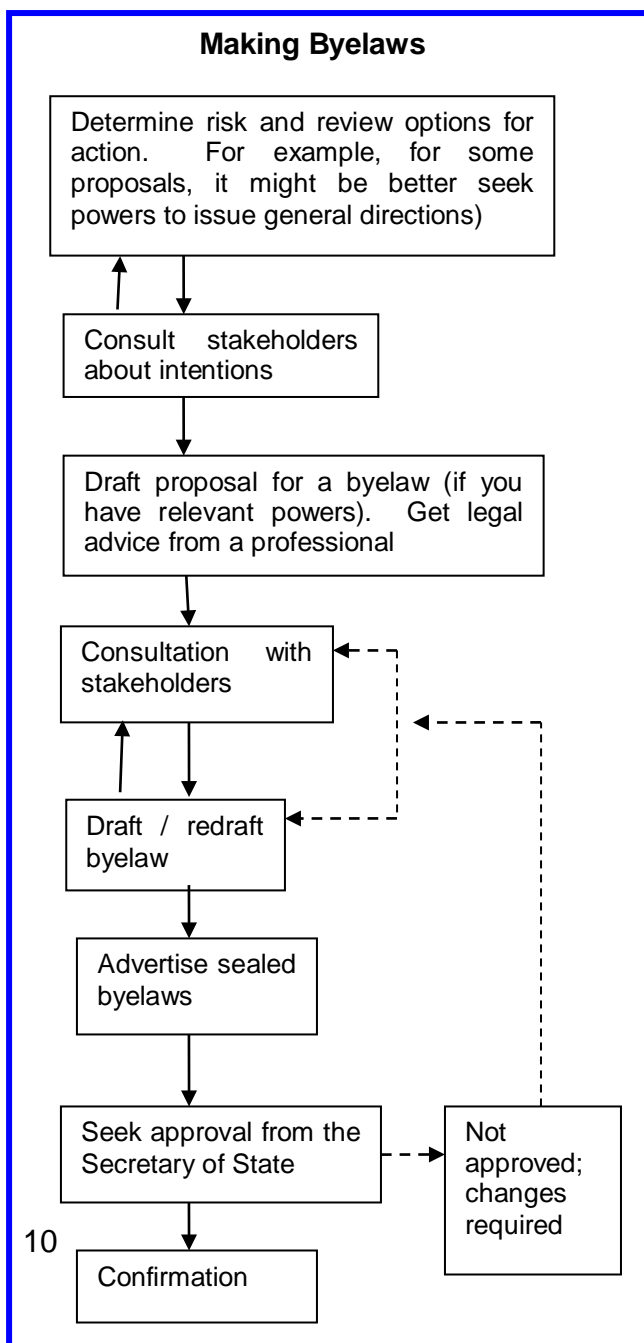 Making Byelaws
Determine risk and review options for
action. For example, for some
proposals, it might be better seek
powers to issue general directions)
Consult stakeholders
about intentions
Draft proposal for a byelaw (if you
have relevant powers). Get legal
advice from a professional
Consultation with
stakeholders
Draft / redraft
byelaw
Advertise sealed
byelaws
Seek approval from the
Secretary of State
Not
approved;
changes
required
10
Confirmation